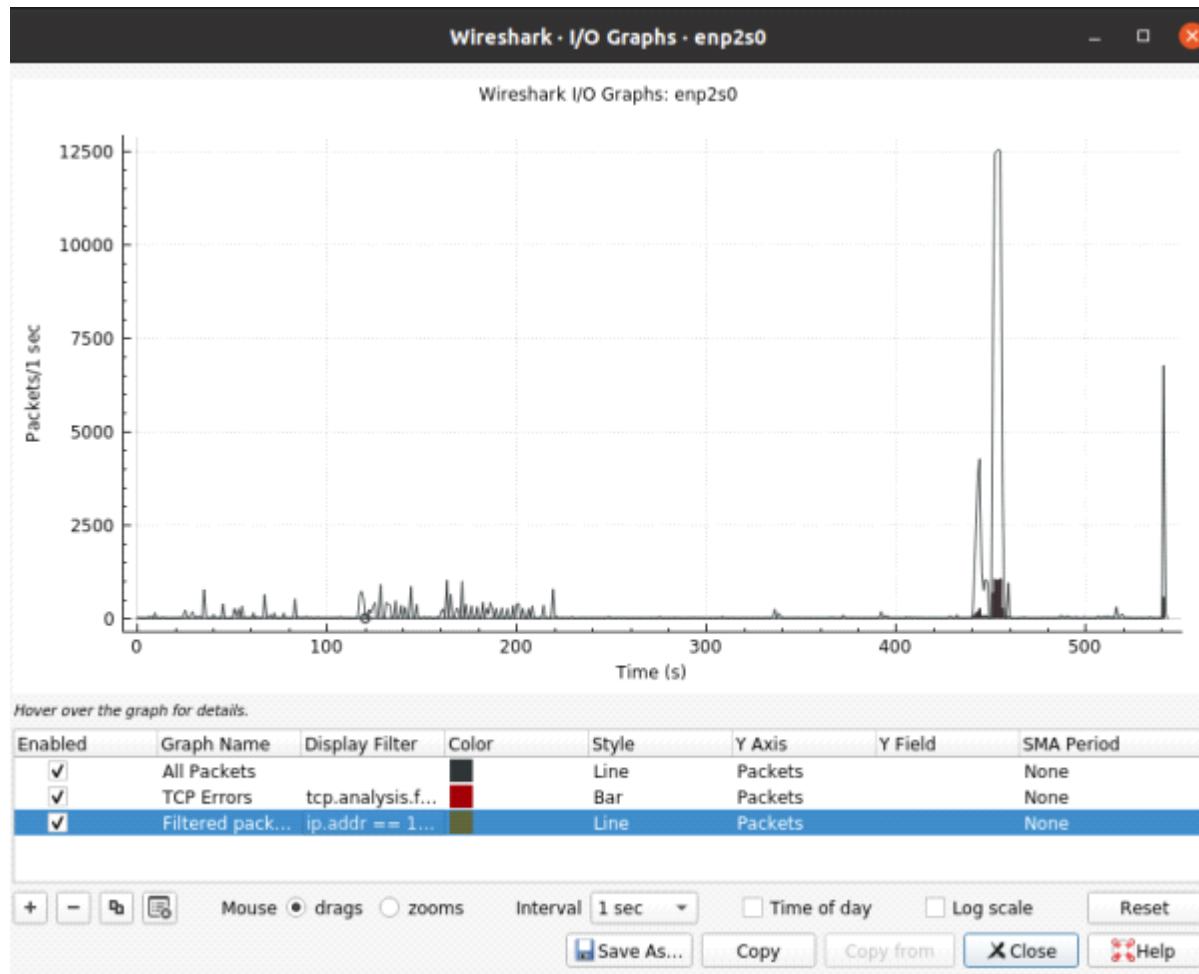 Wireshark · I/O Graphs · enp2s0
Wireshark I/O Graphs: enp2s0
12500
10000
7500
5000
2500
0
Packets/1 sec
0 100 200 300 400 500
Time (s)
Hover over the graph for details.
Enabled Graph Name Display Filter Color Style Y Axis Y Field SMA Period
All Packets Line Packets None
TCP Errors tcp.analysis.f... Bar Packets None
Filtered pack... ip.addr == 1... Line Packets None
+ − Mouse drags zooms Interval 1 sec Time of day Log scale Reset
Save As... Copy Copy from Close Help